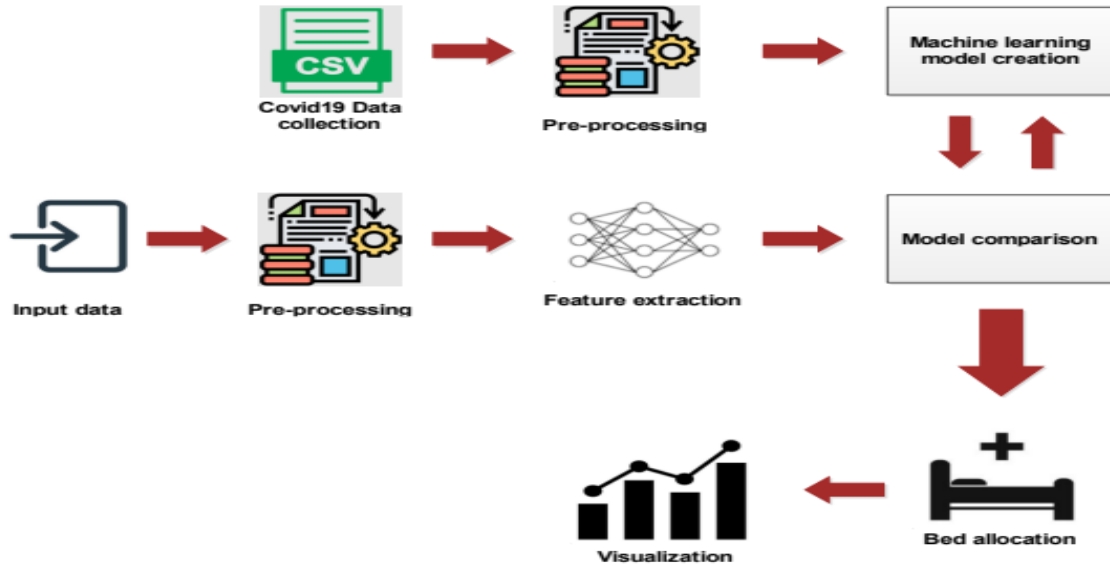 CSV
Covid19 Data
collection
Pre-processing
Machine learning
model creation
Input data
Pre-processing
Feature extraction
Model comparison
Visualization
Bed allocation